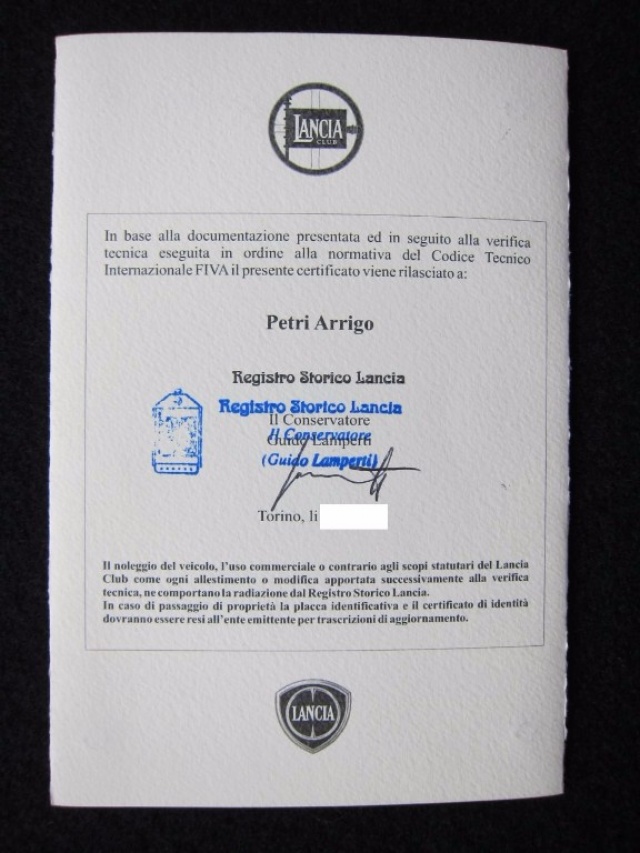 LANCIA
CLUB
In base alla documentazione presentata ed in seguito alla verifica
tecnica eseguita in ordine alla normativa del Codice Tecnico
Internazionale FIVA il presente certificato viene rilasciato a:
Petri Arrigo
Registro Storico Lancia
Registro Storico Lancia
Il Conservatore
Il Conservatore
Guido Lamperti
(Guido Lamperti)
Torino, li
Il noleggio del veicolo, l'uso commerciale o contrario agli scopi statutari del Lancia
Club come ogni allestimento o modifica apportata successivamente alla verifica
tecnica, ne comportano la radiazione dal Registro Storico Lancia.
In caso di passaggio di proprietà la placca identificativa e il certificato di identità
dovranno essere resi all'ente emittente per trascrizioni di aggiornamento.
LANCIA